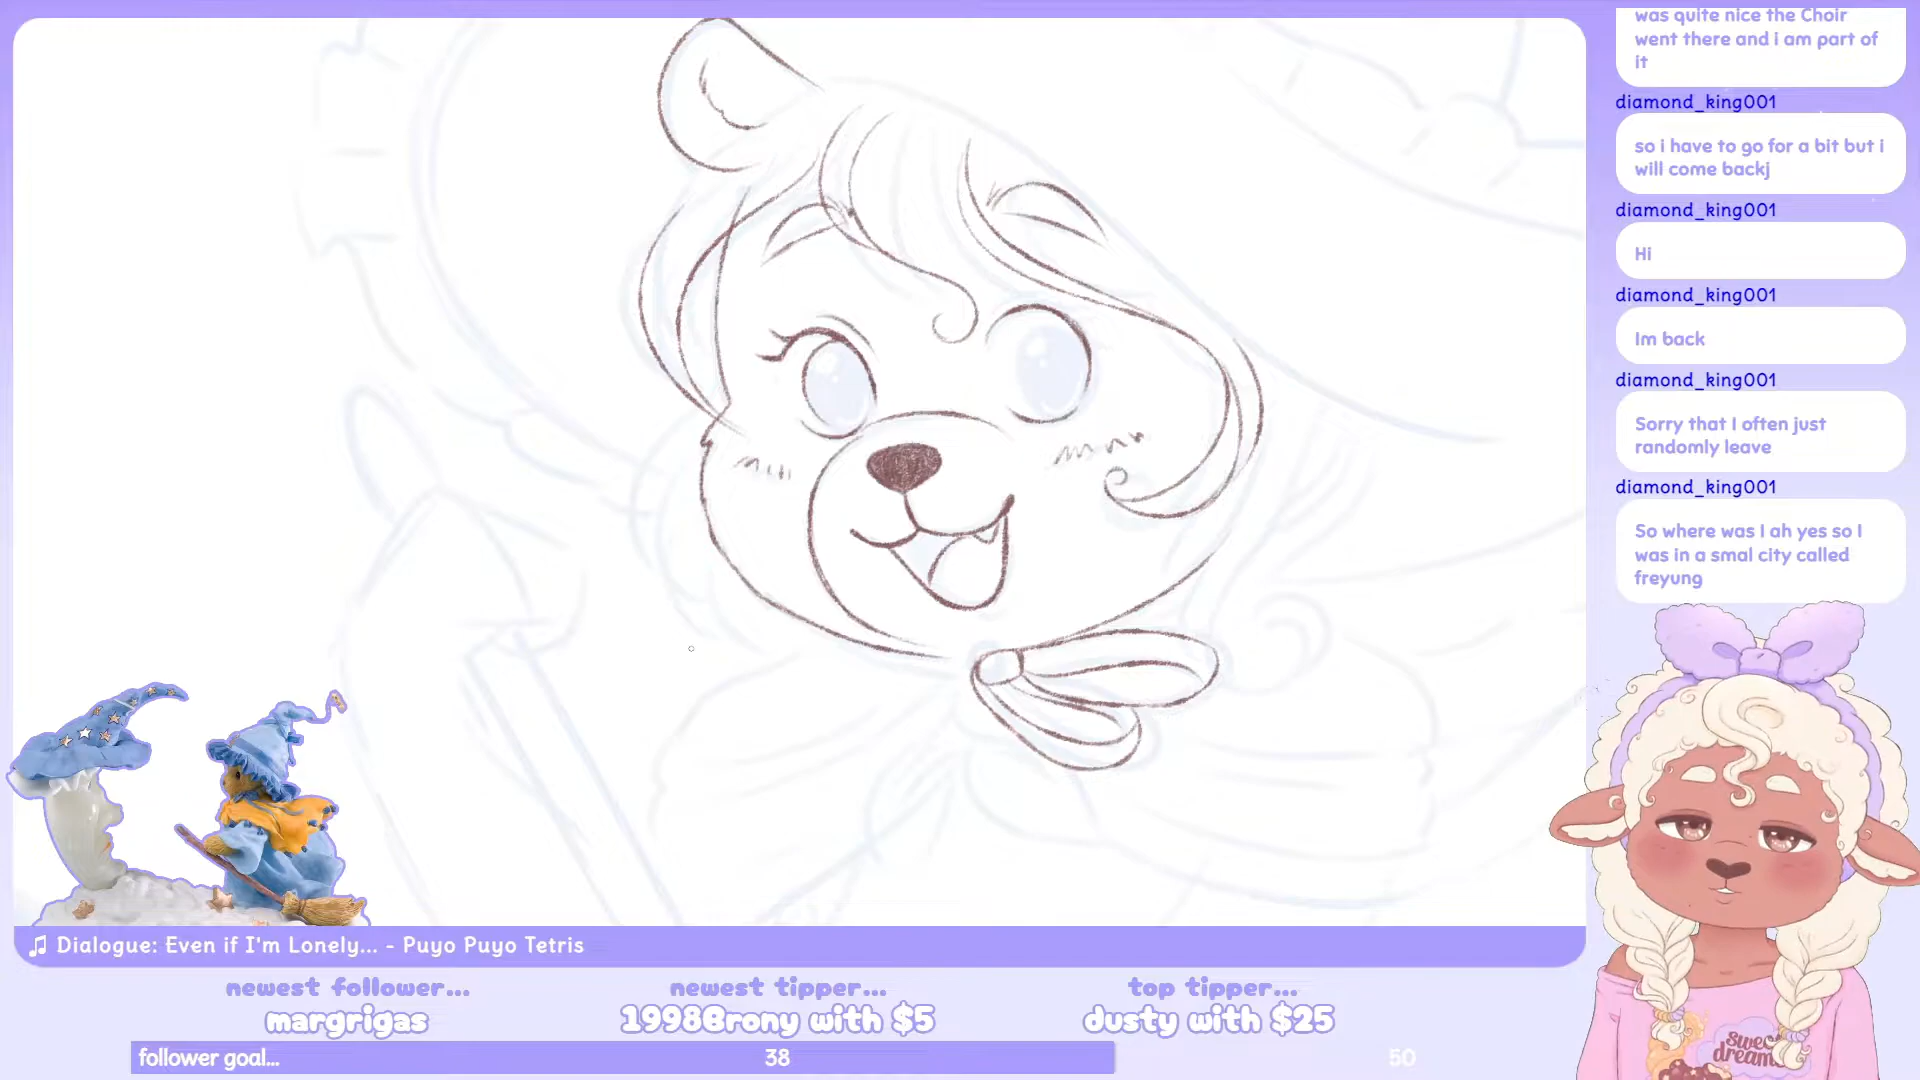 was quite nice the Choir
went there and i am part of
it
diamond_king001
so i have to go for a bit but i
will come backj
diamond_king001
Hi
diamond_king001
Im back
diamond_king001
Sorry that I often just
randomly leave
diamond_king001
So where was I ah yes so I
was in a smal city called
freyung
♫ Dialogue: Even if I'm Lonely... - Puyo Puyo Tetris
newest follower...
margrigas
newest tipper...
1998Brony with $5
top tipper...
dusty with $25
follower goal...
38
50
sweet
dreams